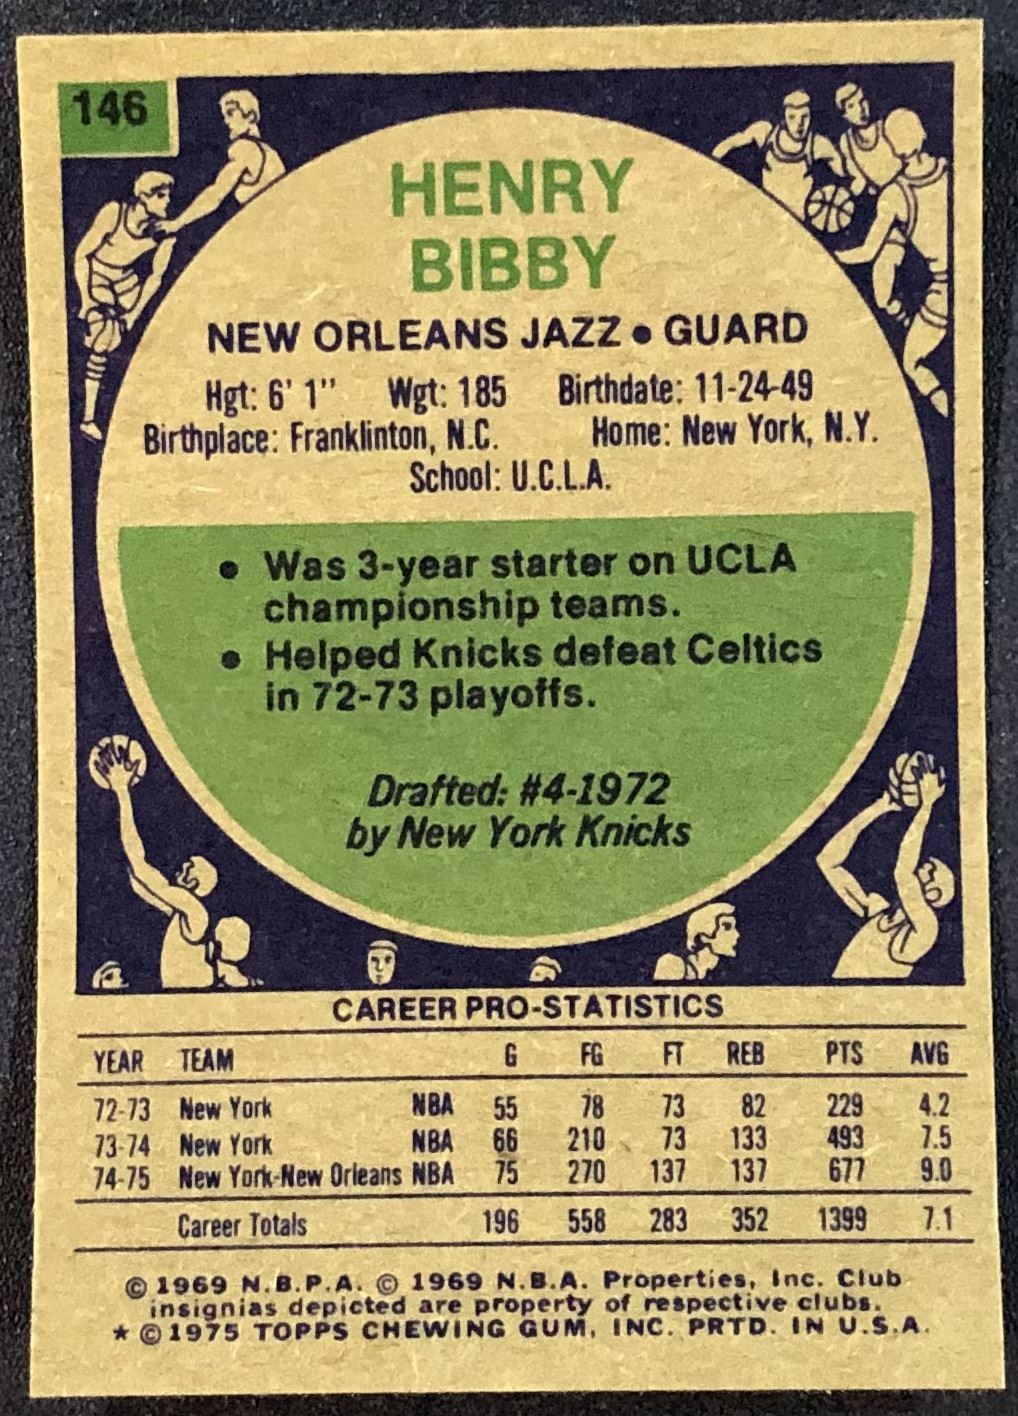 146
HENRY
BIBBY
NEW ORLEANS JAZZ • GUARD
Hgt: 6' 1" Wgt: 185 Birthdate: 11-24-49
Birthplace: Franklinton, N.C. Home: New York, N.Y.
School: U.C.L.A.
• Was 3-year starter on UCLA
championship teams.
• Helped Knicks defeat Celtics
in 72-73 playoffs.
Drafted: #4-1972
by New York Knicks
CAREER PRO-STATISTICS
YEAR TEAM G FG FT REB PTS AVG
72-73 New York NBA 55 78 73 82 229 4.2
73-74 New York NBA 66 210 73 133 493 7.5
74-75 New York-New Orleans NBA 75 270 137 137 677 9.0
Career Totals 196 558 283 352 1399 7.1
© 1969 N.B.P.A. © 1969 N.B.A. Properties, Inc. Club
insignias depicted are property of respective clubs.
★ © 1975 TOPPS CHEWING GUM, INC. PRTD. IN U.S.A.